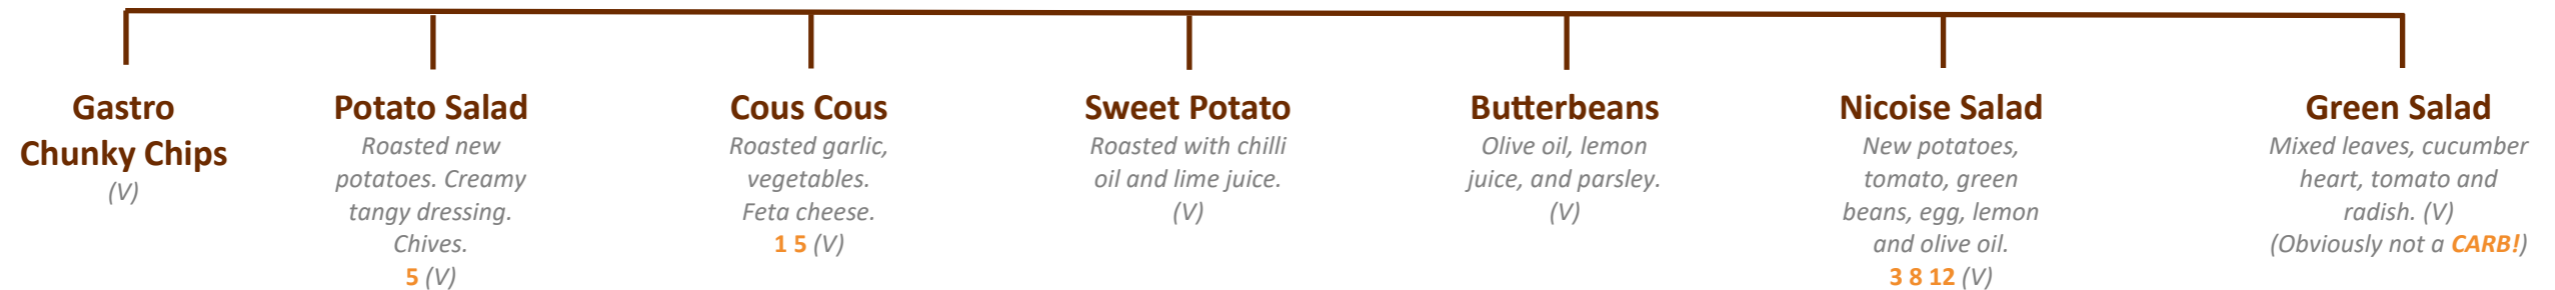 Gastro
Chunky Chips
(V)
Potato Salad
Roasted new
potatoes. Creamy
tangy dressing.
Chives.
5 (V)
Cous Cous
Roasted garlic,
vegetables.
Feta cheese.
1 5 (V)
Sweet Potato
Roasted with chilli
oil and lime juice.
(V)
Butterbeans
Olive oil, lemon
juice, and parsley.
(V)
Nicoise Salad
New potatoes,
tomato, green
beans, egg, lemon
and olive oil.
3 8 12 (V)
Green Salad
Mixed leaves, cucumber
heart, tomato and
radish. (V)
(Obviously not a CARB!)